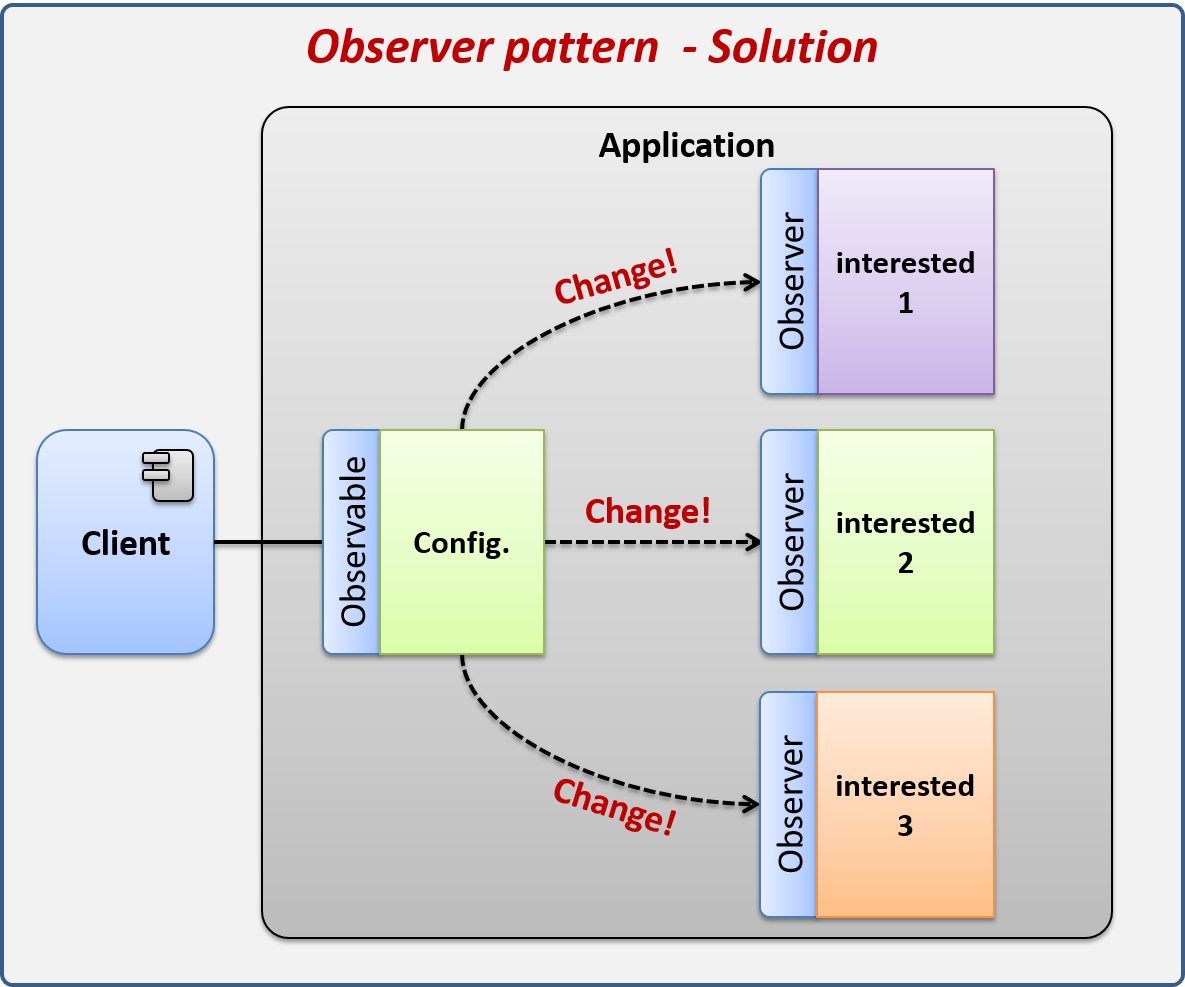 Observer pattern  - Solution
Application
Observer
interested
1
Change!
Client
Observable
Config.
Change!
Observer
interested
2
Change!
Observer
interested
3